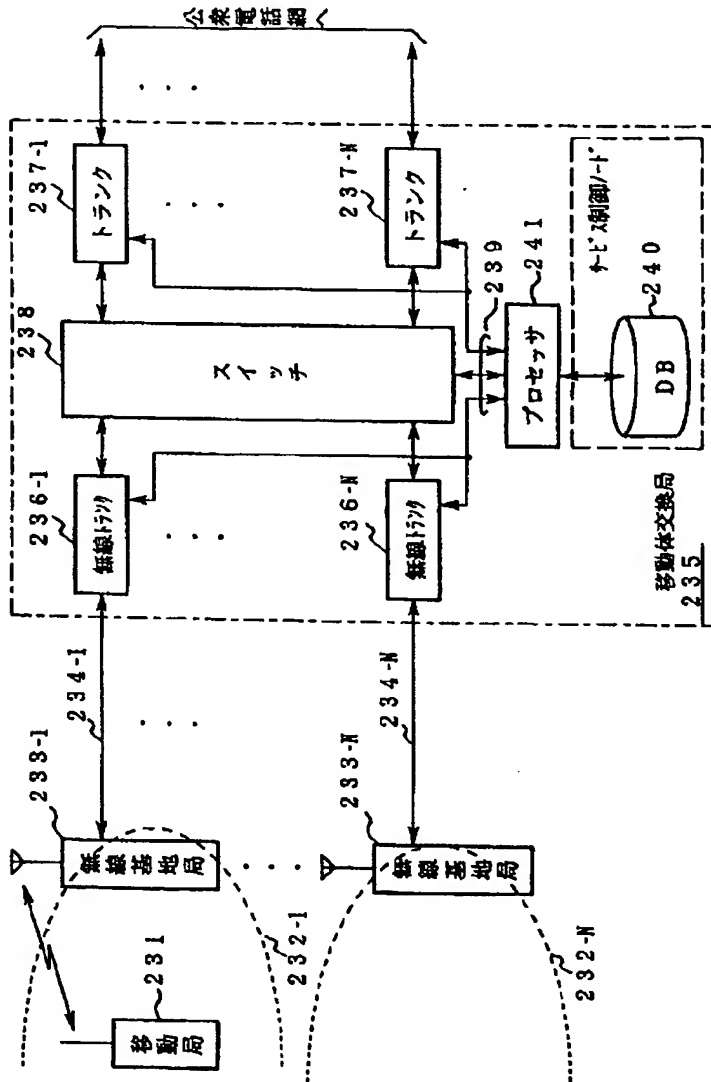 公衆電話網へ
237-1
トランク
237-N
トランク
238
スイッチ
239
241
プロセッサ
サービス制御ノード
240
DB
236-1
無線トランク
236-N
無線トランク
移動体交換局
235
234-1
234-N
233-1
無線基地局
233-N
無線基地局
232-1
232-N
231
移動局